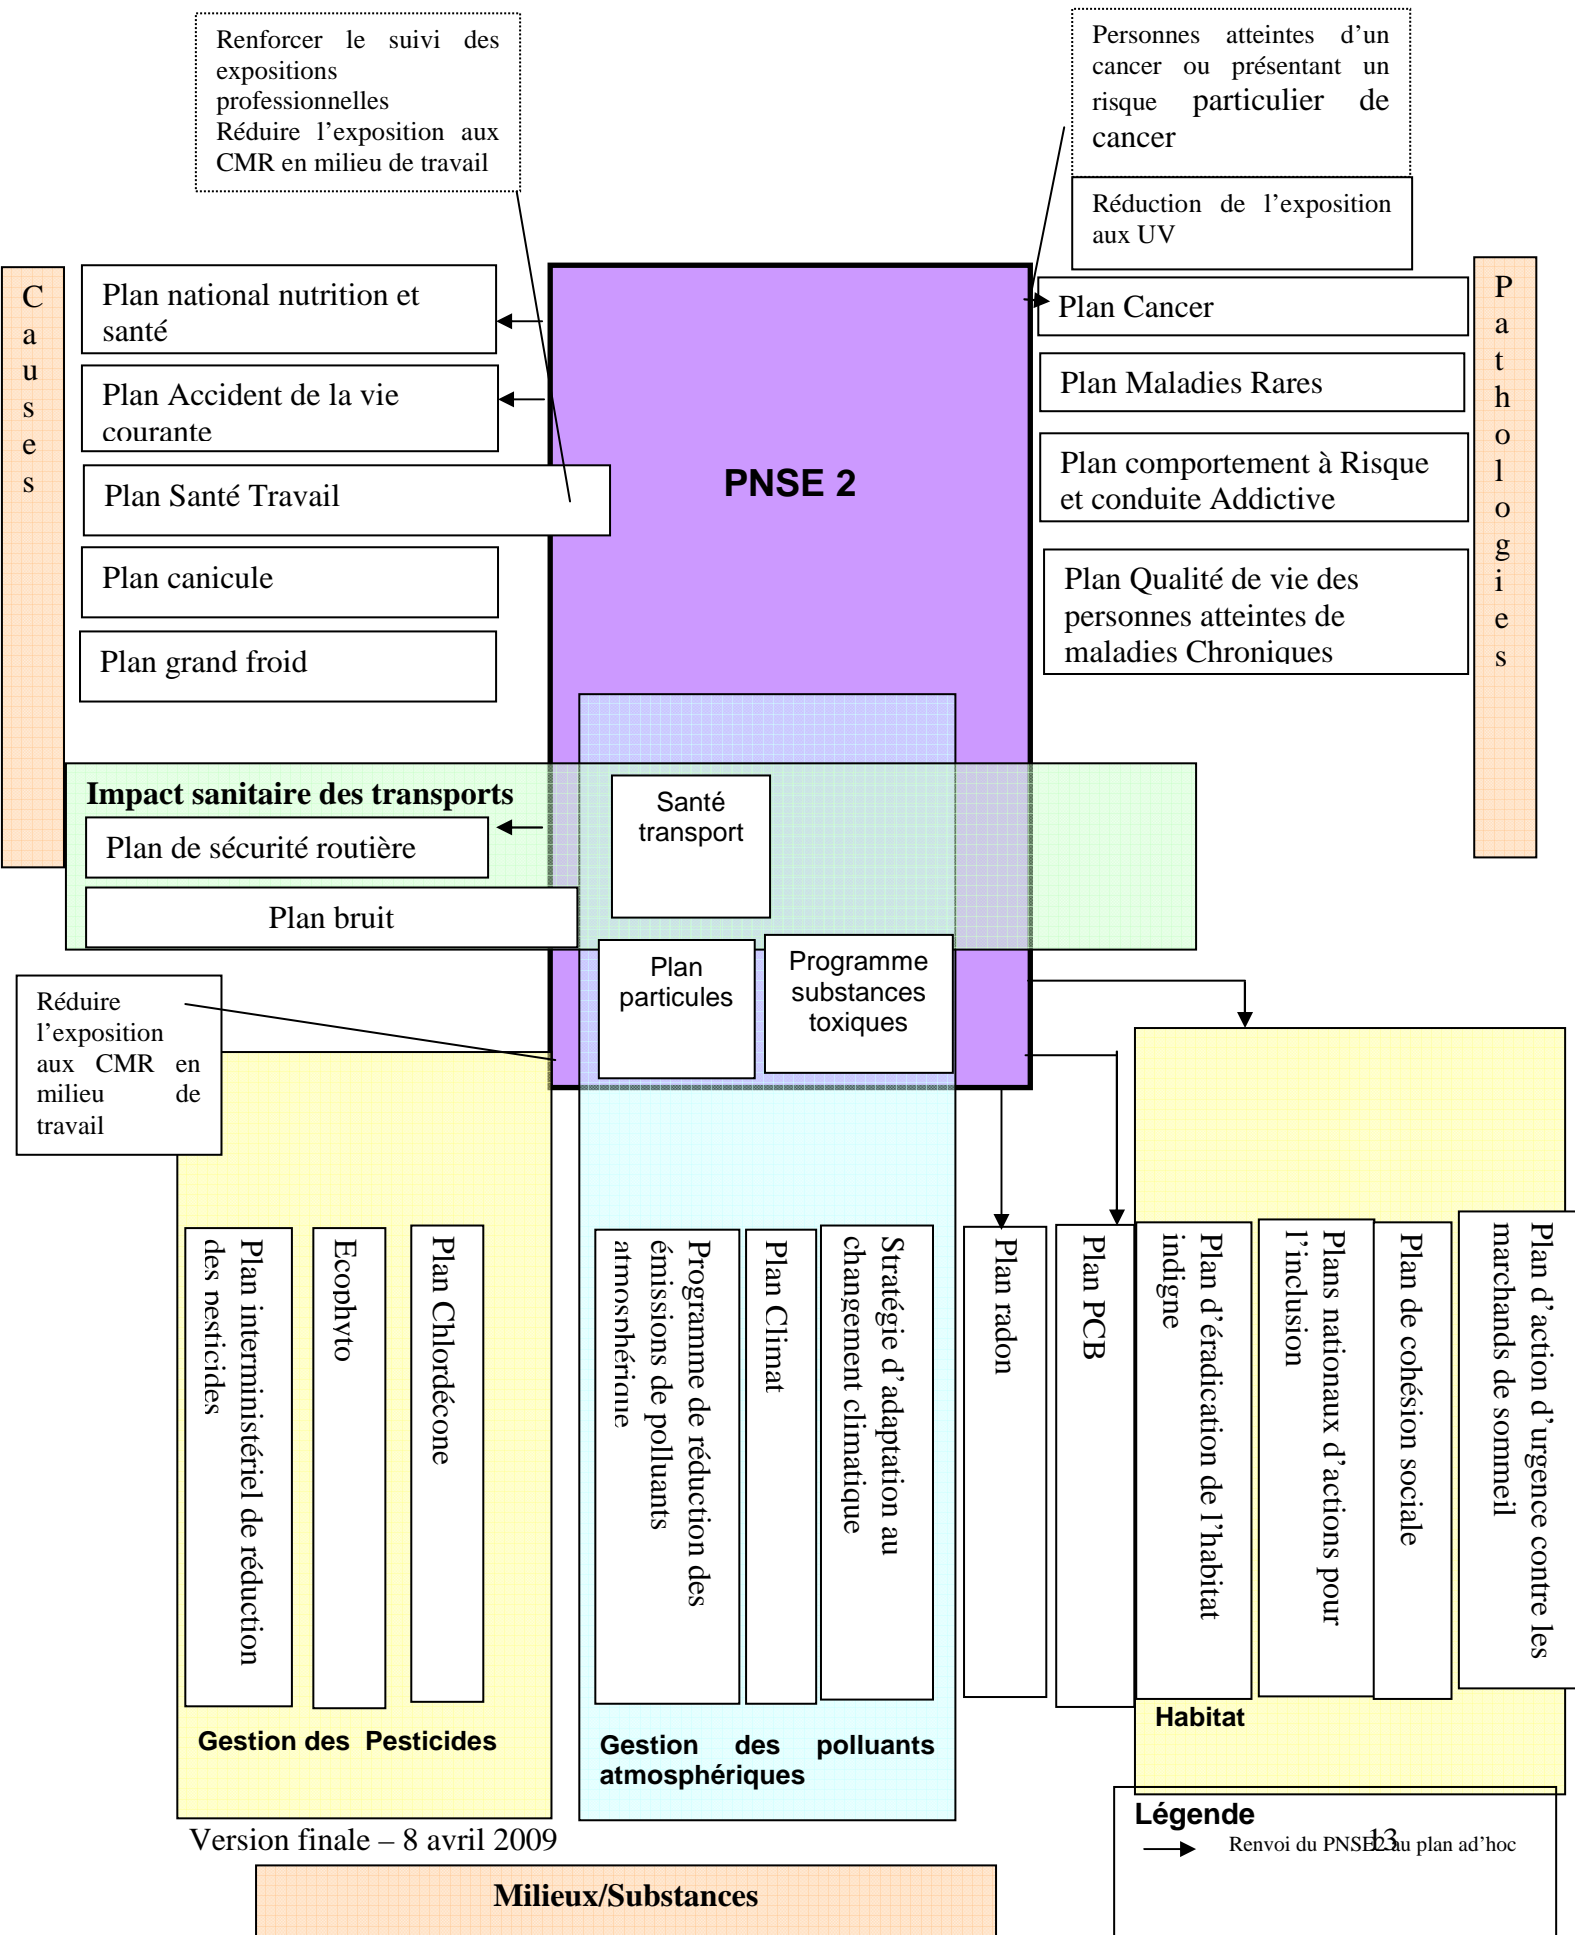 Renforcer le suivi des
expositions
professionnelles
Réduire l’exposition aux
CMR en milieu de travail
Personnes atteintes d’un
cancer ou présentant un
risque particulier de
cancer
Réduction de l’exposition
aux UV
Causes
Plan national nutrition et
santé
Plan Accident de la vie
courante
Plan Santé Travail
Plan canicule
Plan grand froid
PNSE 2
Plan Cancer
Plan Maladies Rares
Plan comportement à Risque
et conduite Addictive
Plan Qualité de vie des
personnes atteintes de
maladies Chroniques
Pathologies
Impact sanitaire des transports
Plan de sécurité routière
Plan bruit
Santé
transport
Plan
particules
Programme
substances
toxiques
Réduire
l’exposition
aux CMR en
milieu de
travail
Plan interministériel de réduction
des pesticides
Ecophyto
Plan Chlordécone
Gestion des Pesticides
Programme de réduction des
émissions de polluants
atmosphérique
Plan Climat
Stratégie d’adaptation au
changement climatique
Gestion des polluants
atmosphériques
Plan radon
Plan PCB
Plan d’éradication de l’habitat
indigne
Plans nationaux d’actions pour
l’inclusion
Plan de cohésion sociale
Plan d’action d’urgence contre les
marchands de sommeil
Habitat
Légende
Renvoi du PNSE2 au plan ad’hoc
Version finale – 8 avril 2009
13
Milieux/Substances